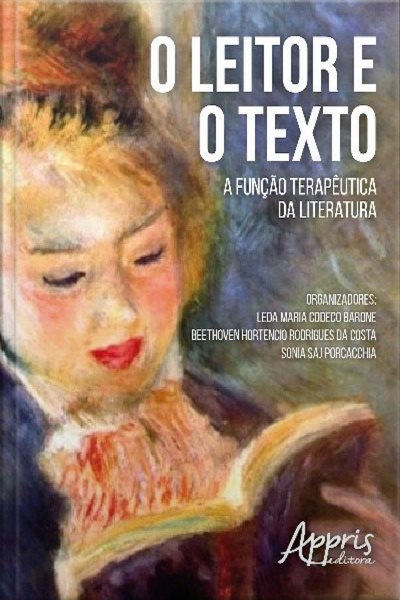 O LEITOR E
O TEXTO
A FUNÇÃO TERAPÊUTICA
DA LITERATURA
ORGANIZADORES:
LEDA MARIA CODEÇO BARONE
BEETHOVEN HORTENCIO RODRIGUES DA COSTA
SONIA SAJ PORCACCHIA
Appris
editora